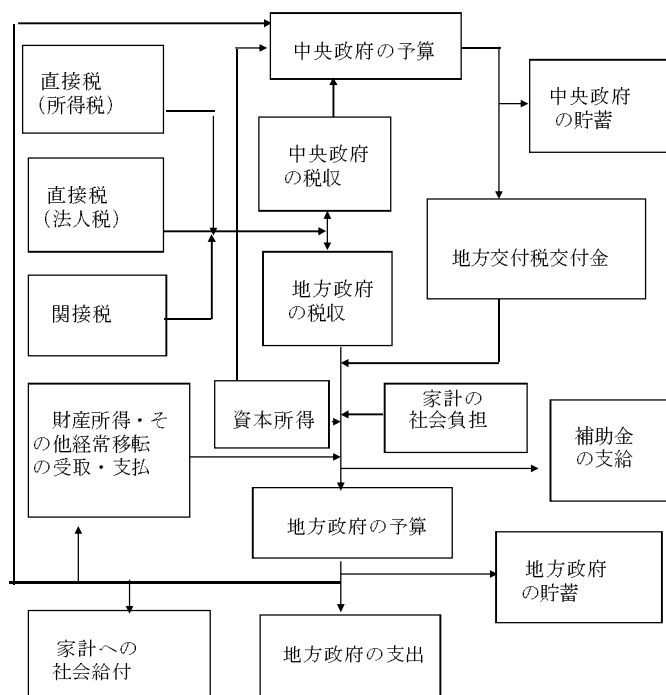 中央政府の予算
直接税
(所得税)
中央政府
の貯蓄
中央政府
の税収
直接税
(法人税)
地方交付税交付金
地方政府
の税収
関接税
財産所得・そ
の他経常移転
の受取・支払
資本所得
家計の
社会負担
補助金
の支給
地方政府の予算
地方政府
の貯蓄
家計への
社会給付
地方政府の支出